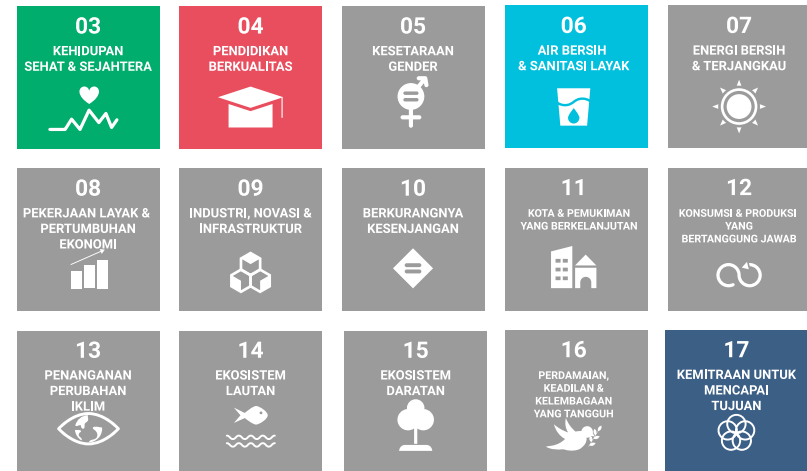 03
KEHIDUPAN
SEHAT & SEJAHTERA
04
PENDIDIKAN
BERKUALITAS
05
KESETARAAN
GENDER
06
AIR BERSIH
& SANITASI LAYAK
07
ENERGI BERSIH
& TERJANGKAU
08
PEKERJAAN LAYAK &
PERTUMBUHAN
EKONOMI
09
INDUSTRI, NOVASI &
INFRASTRUKTUR
10
BERKURANGNYA
KESENJANGAN
11
KOTA & PEMUKIMAN
YANG BERKELANJUTAN
12
KONSUMSI & PRODUKSI
YANG
BERTANGGUNG JAWAB
13
PENANGANAN
PERUBAHAN
IKLIM
14
EKOSISTEM
LAUTAN
15
EKOSISTEM
DARATAN
16
PERDAMAIAN,
KEADILAN &
KELEMBAGAAN
YANG TANGGUH
17
KEMITRAAN UNTUK
MENCAPAI
TUJUAN